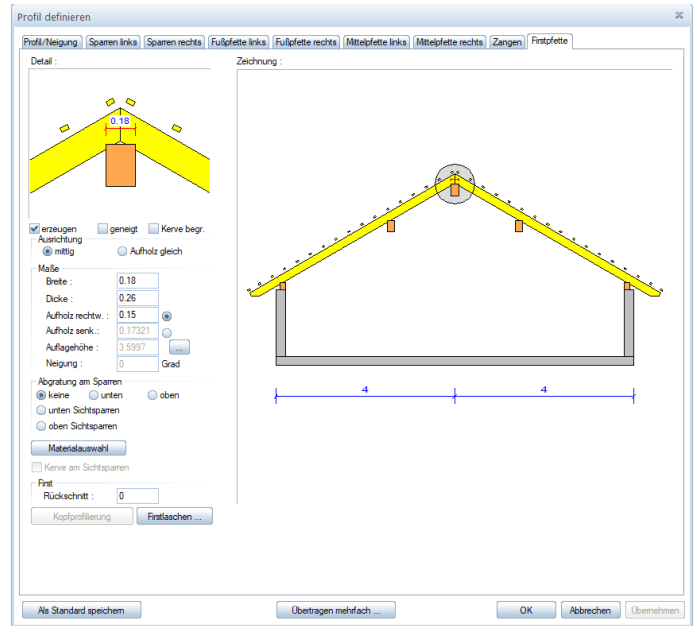 Profil definieren
Profil/Neigung Sparren links Sparren rechts Fußpfette links Fußpfette rechts Mittelpfette links Mittelpfette rechts Zangen Firstpfette
Detail :
Zeichnung :
0.18
erzeugen geneigt Kerve begr.
Ausrichtung
mittig Aufholz gleich
Maße
Breite : 0.18
Dicke : 0.26
Aufholz rechtw. : 0.15
Aufholz senk.: 0.17321
Auflagehöhe : 3.5997 ...
Neigung : 0 Grad
Abgratung am Sparren
keine unten oben
unten Sichtsparren
oben Sichtsparren
Materialauswahl
Kerve am Sichtsparren
First
Rückschnitt : 0
Kopfprofilierung Firstlaschen ...
4 4
Als Standard speichern Übertragen mehrfach ... OK Abbrechen Übernehmen